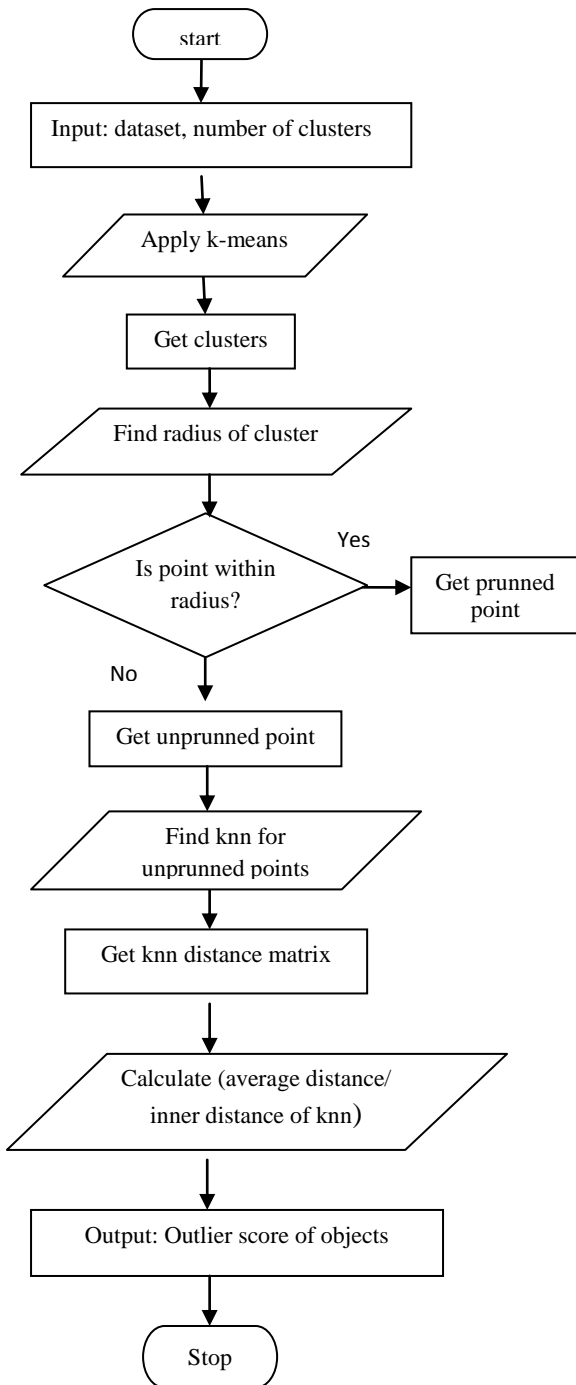 start
Input: dataset, number of clusters
Apply k-means
Get clusters
Find radius of cluster
Yes
Is point within
radius?
Get prunned
point
No
Get unprunned point
Find knn for
unprunned points
Get knn distance matrix
Calculate (average distance/
inner distance of knn)
Output: Outlier score of objects
Stop